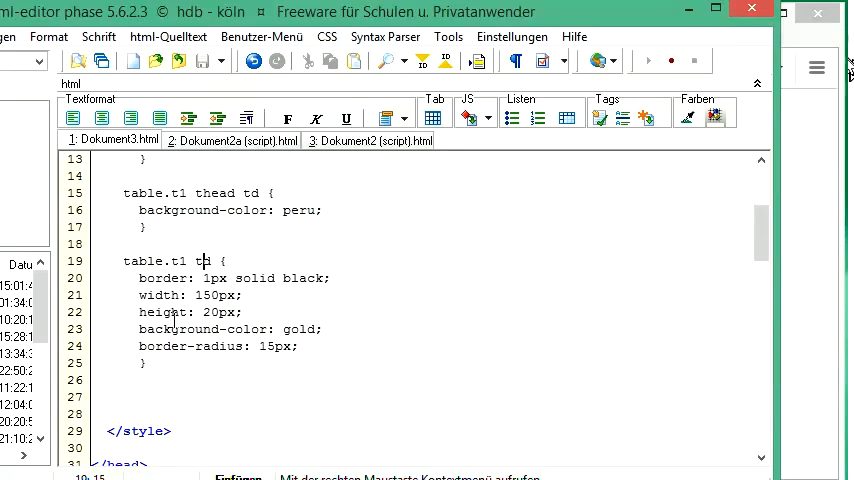 ml-editor phase 5.6.2.3 © hdb - köln ¤ Freeware für Schulen u. Privatanwender
gen Format Schrift html-Quelltext Benutzer-Menü CSS Syntax Parser Tools Einstellungen Hilfe
html
Textformat Tab JS Listen Tags Farben
F K U
1: Dokument3.html 2: Dokument2a (script).html 3: Dokument2 (script).html
13 }
14
15 table.t1 thead td {
16 background-color: peru;
17 }
18
19 table.t1 td {
20 border: 1px solid black;
21 width: 150px;
22 height: 20px;
23 background-color: gold;
24 border-radius: 15px;
25 }
26
27
28
29 </style>
30
31 </head>
Datu
15:01:4
01:34:0
10:20:1
15:28:1
13:34:3
22:50:2
11:22:1
12:04:0
20:20:5
21:10:2
19: 15 Einfügen Mit der rechten Maustaste Kontextmenü aufrufen